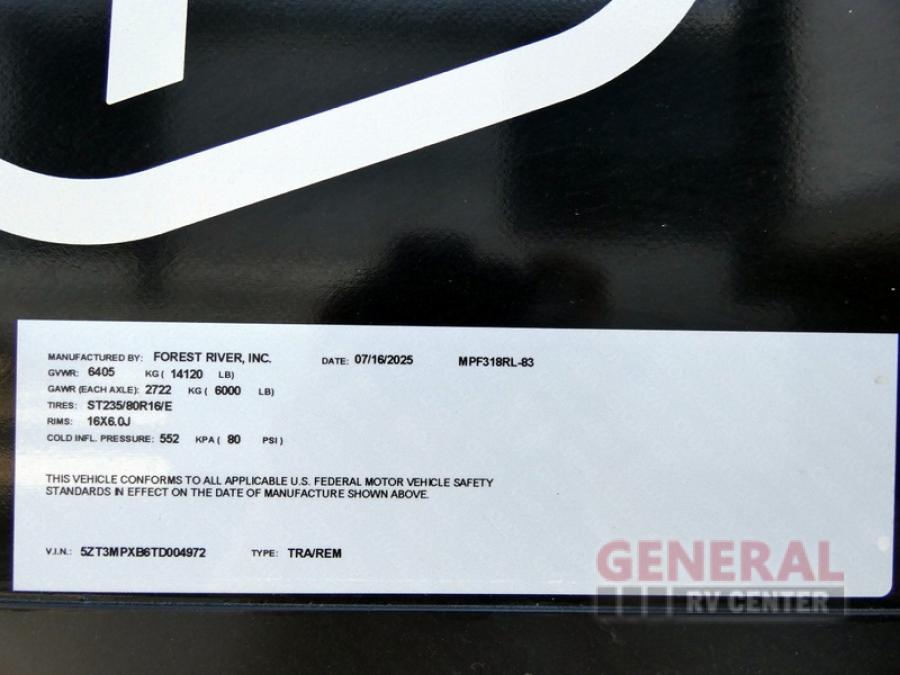 MANUFACTURED BY: FOREST RIVER, INC. DATE: 07/16/2025 MPF318RL-83
GVWR: 6405 KG ( 14120 LB)
GAWR (EACH AXLE): 2722 KG ( 6000 LB)
TIRES: ST235/80R16/E
RIMS: 16X6.0J
COLD INFL. PRESSURE: 552 KPA ( 80 PSI )
THIS VEHICLE CONFORMS TO ALL APPLICABLE U.S. FEDERAL MOTOR VEHICLE SAFETY
STANDARDS IN EFFECT ON THE DATE OF MANUFACTURE SHOWN ABOVE.
V.I.N.: 5ZT3MPXB6TD004972 TYPE: TRA/REM
GENERAL
RV CENTER